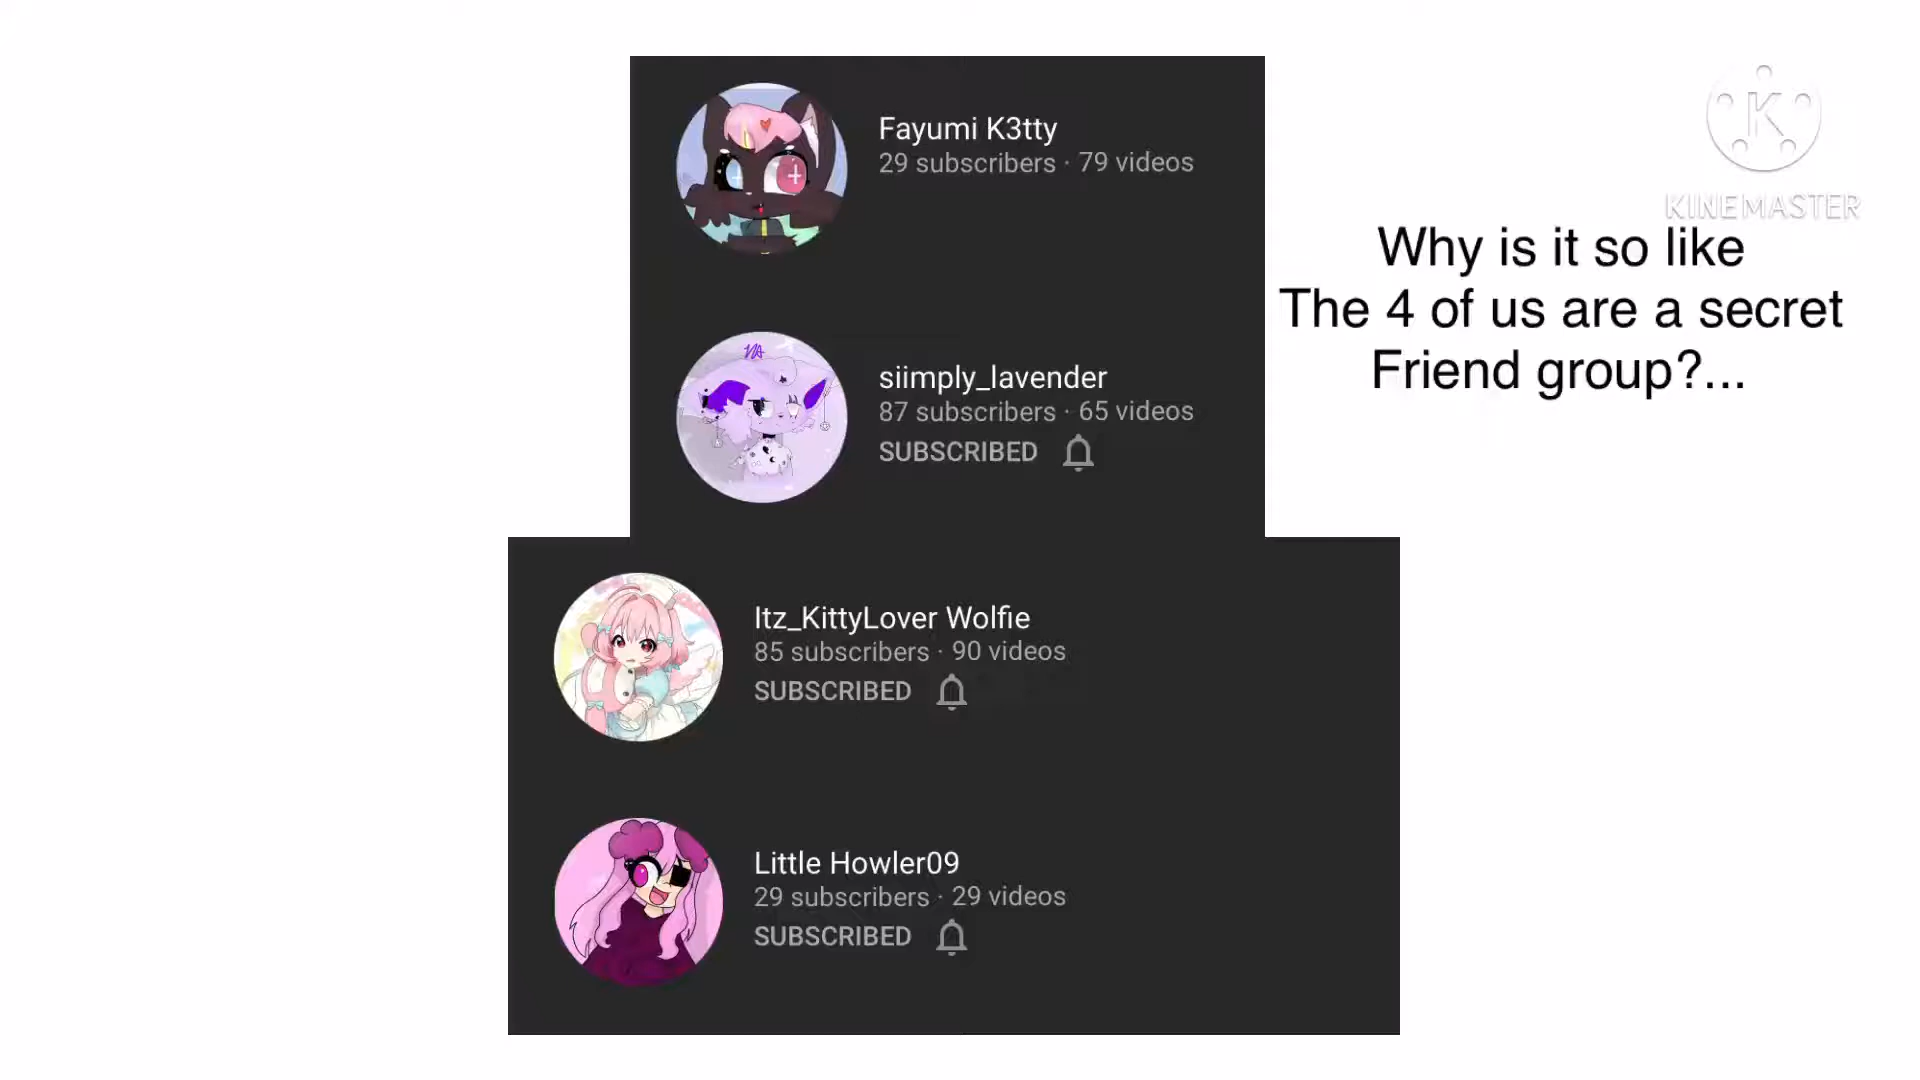 Fayumi K3tty
29 subscribers · 79 videos
siimply_lavender
87 subscribers · 65 videos
SUBSCRIBED
Itz_KittyLover Wolfie
85 subscribers · 90 videos
SUBSCRIBED
Little Howler09
29 subscribers · 29 videos
SUBSCRIBED
K
KINEMASTER
Why is it so like
The 4 of us are a secret
Friend group?...